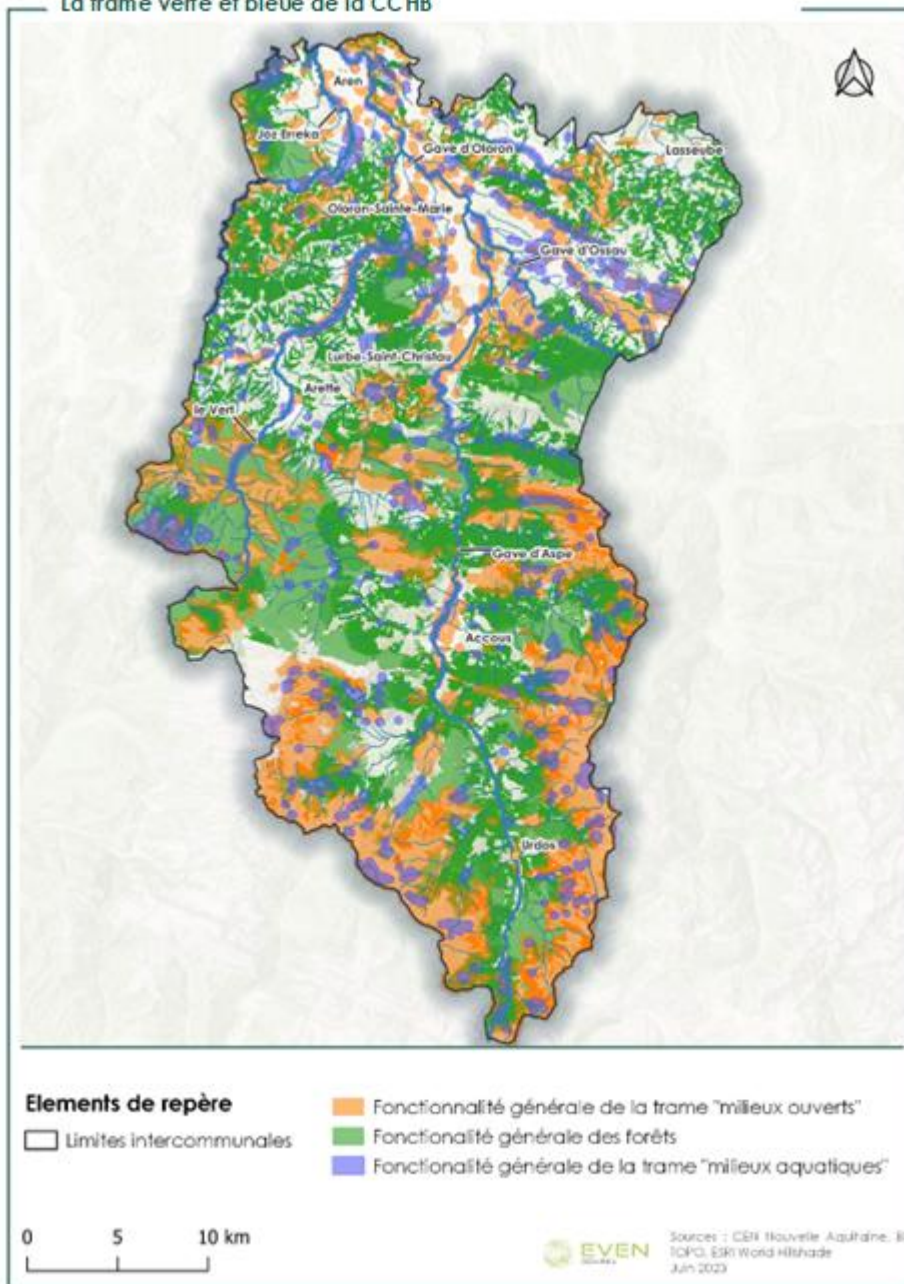 La trame verte et bleue de la CCHB
Aren
Joz Erreka
Gave d'Oloron
Lasseube
Oloron-Sainte-Marie
Gave d'Ossau
Lurbe-Saint-Christau
Arette
le Vert
Gave d'Aspe
Accous
Urdos
Elements de repère
Limites intercommunales
Fonctionnalité générale de la trame "milieux ouverts"
Fonctionalité générale des forêts
Fonctionalité générale de la trame "milieux aquatiques"
0 5 10 km
EVEN
Sources : CEN Nouvelle Aquitaine, B
TOPO, ESRI World Hillshade
Juin 2023